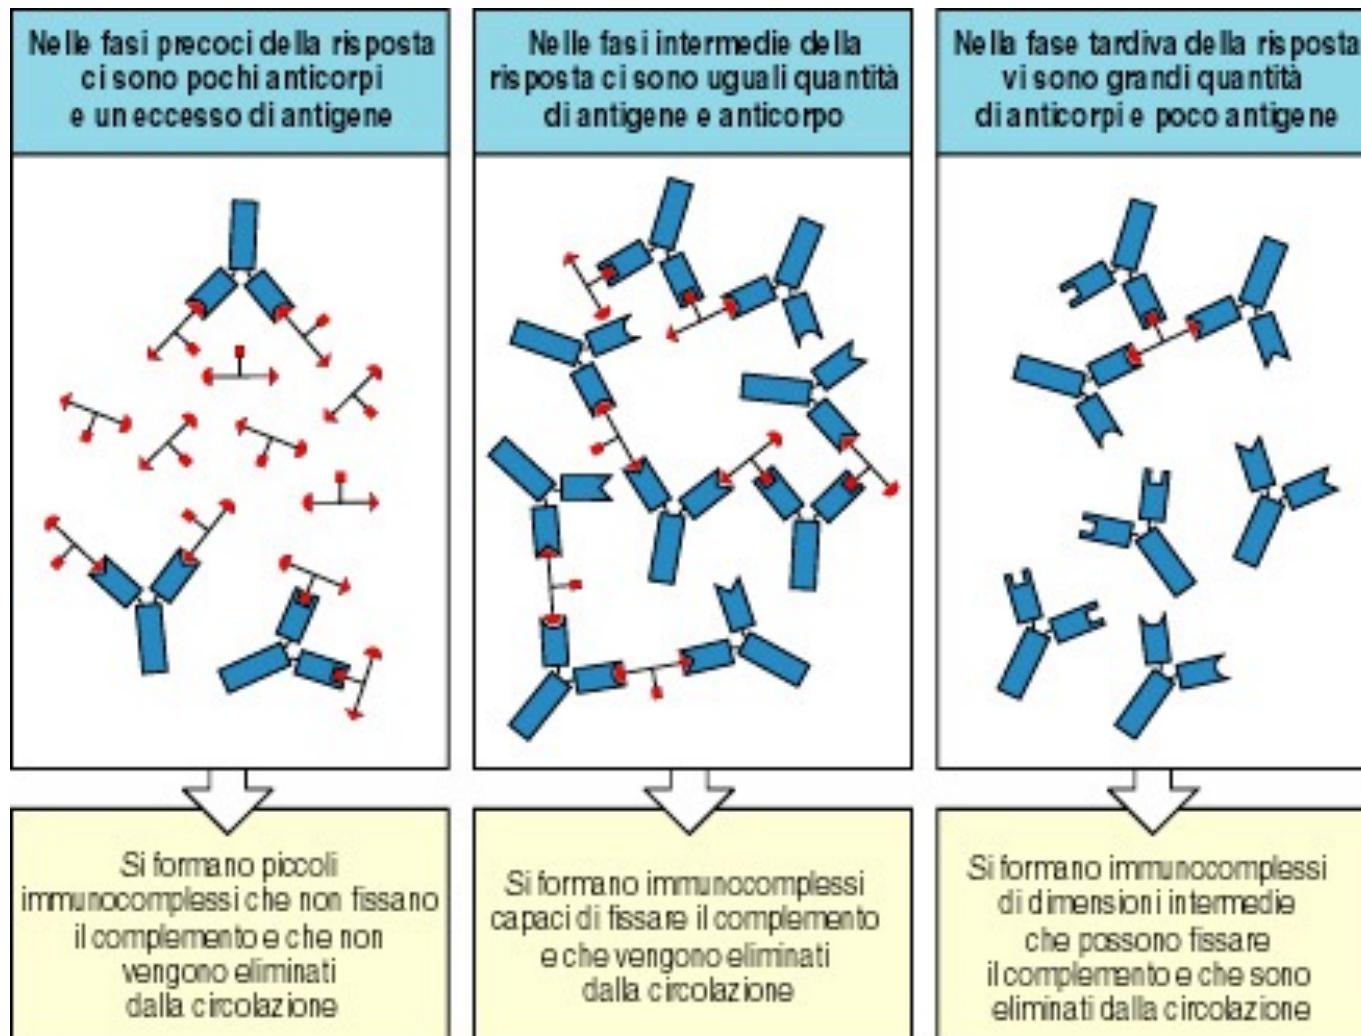 Nelle fasi precoci della risposta
ci sono pochi anticorpi
e un eccesso di antigene
Nelle fasi intermedie della
risposta ci sono uguali quantità
di antigene e anticorpo
Nella fase tardiva della risposta
vi sono grandi quantità
di anticorpi e poco antigene
Si formano piccoli
immunocomplessi che non fissano
il complemento e che non
vengono eliminati
dalla circolazione
Si formano immunocomplessi
capaci di fissare il complemento
e che vengono eliminati
dalla circolazione
Si formano immunocomplessi
di dimensioni intermedie
che possono fissare
il complemento e che sono
eliminati dalla circolazione